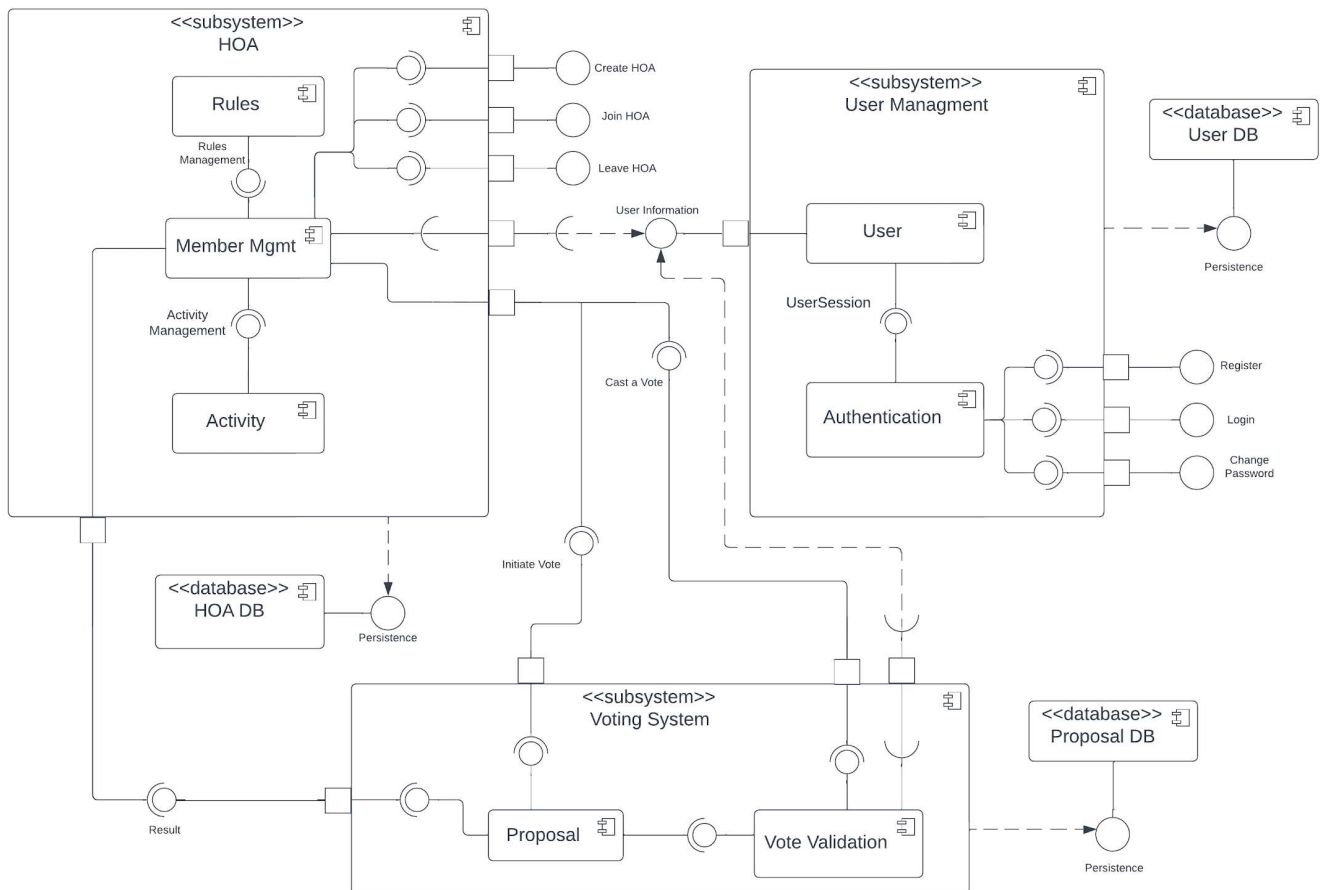 <<subsystem>>
HOA
Rules
Rules
Management
Member Mgmt
Activity
Management
Activity
Create HOA
Join HOA
Leave HOA
User Information
<<subsystem>>
User Managment
User
UserSession
Authentication
<<database>>
User DB
Persistence
Register
Login
Change
Password
Cast a Vote
Initiate Vote
<<database>>
HOA DB
Persistence
Result
<<subsystem>>
Voting System
Proposal
Vote Validation
<<database>>
Proposal DB
Persistence